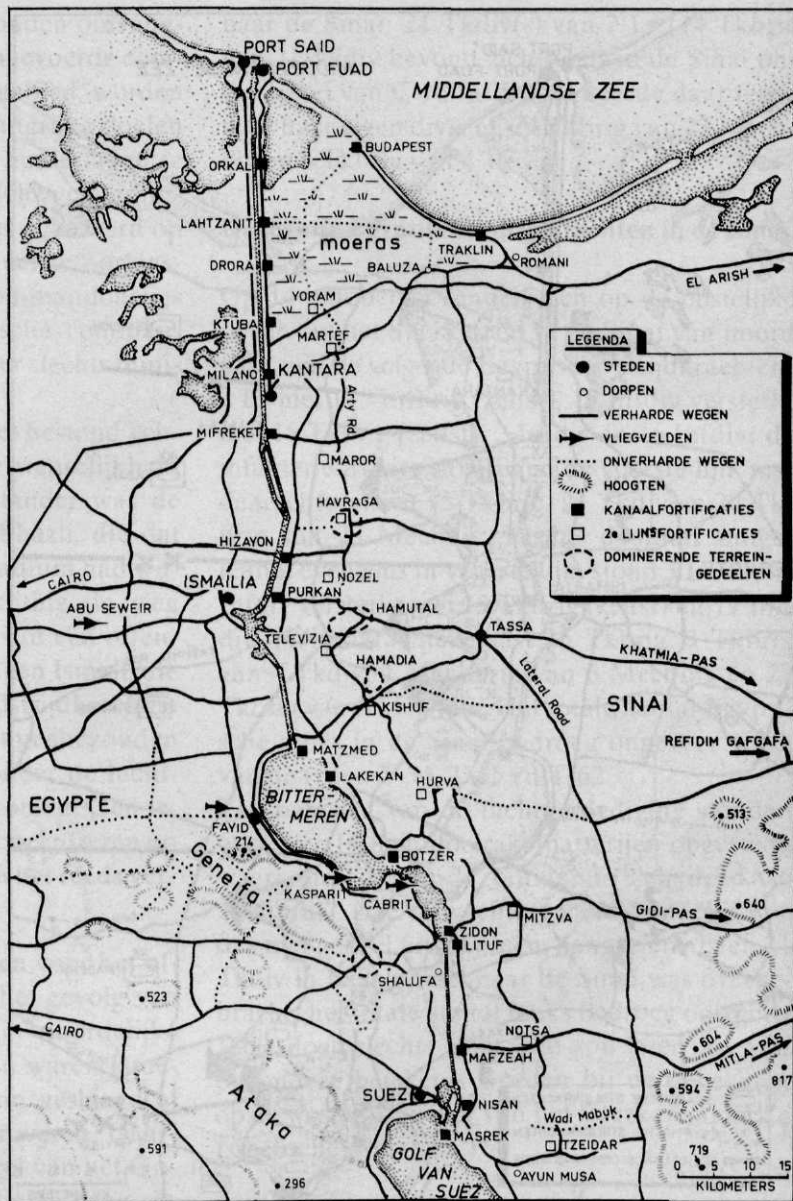 PORT SAID
PORT FUAD
MIDDELLANDSE ZEE
BUDAPEST
ORKAL
LAHTZANIT
moeras
TRAKLIN
ROMANI
DRORA
BALUZA
EL ARISH
YORAM
KTUBA
MARTEF
MILANO
KANTARA
Arty Rd
MIFREKET
MAROR
HAVRAGA
HIZAYON
NOZEL
CAIRO
ISMAILIA
PURKAN
ABU SEWEIR
HAMUTAL
TELEVIZIA
TASSA
HAMADIA
KHATMIA-PAS
Lateral Road
KISHUF
SINAI
MATZMED
REFIDIM GAFGAFA
LAKEKAN
HURVA
EGYPTE
BITTER-
MEREN
FAYID
214
513
Geneifa
BOTZER
KASPARIT
CABRIT
640
MITZVA
GIDI-PAS
ZIDON
LITUF
SHALUFA
523
CAIRO
NOTSA
604
MITLA-PAS
MAFZEAH
817
594
SUEZ
NISAN
Ataka
Wadi Mabuk
MASREK
TZEIDAR
591
GOLF
VAN
SUEZ
719
AYUN MUSA
296
0 5 10 15
KILOMETERS
LEGENDA
STEDEN
DORPEN
VERHARDE WEGEN
VLIEGVELDEN
ONVERHARDE WEGEN
HOOGTEN
KANAALFORTIFICATIES
2e LIJNSFORTIFICATIES
DOMINERENDE TERREIN-
GEDEELTEN